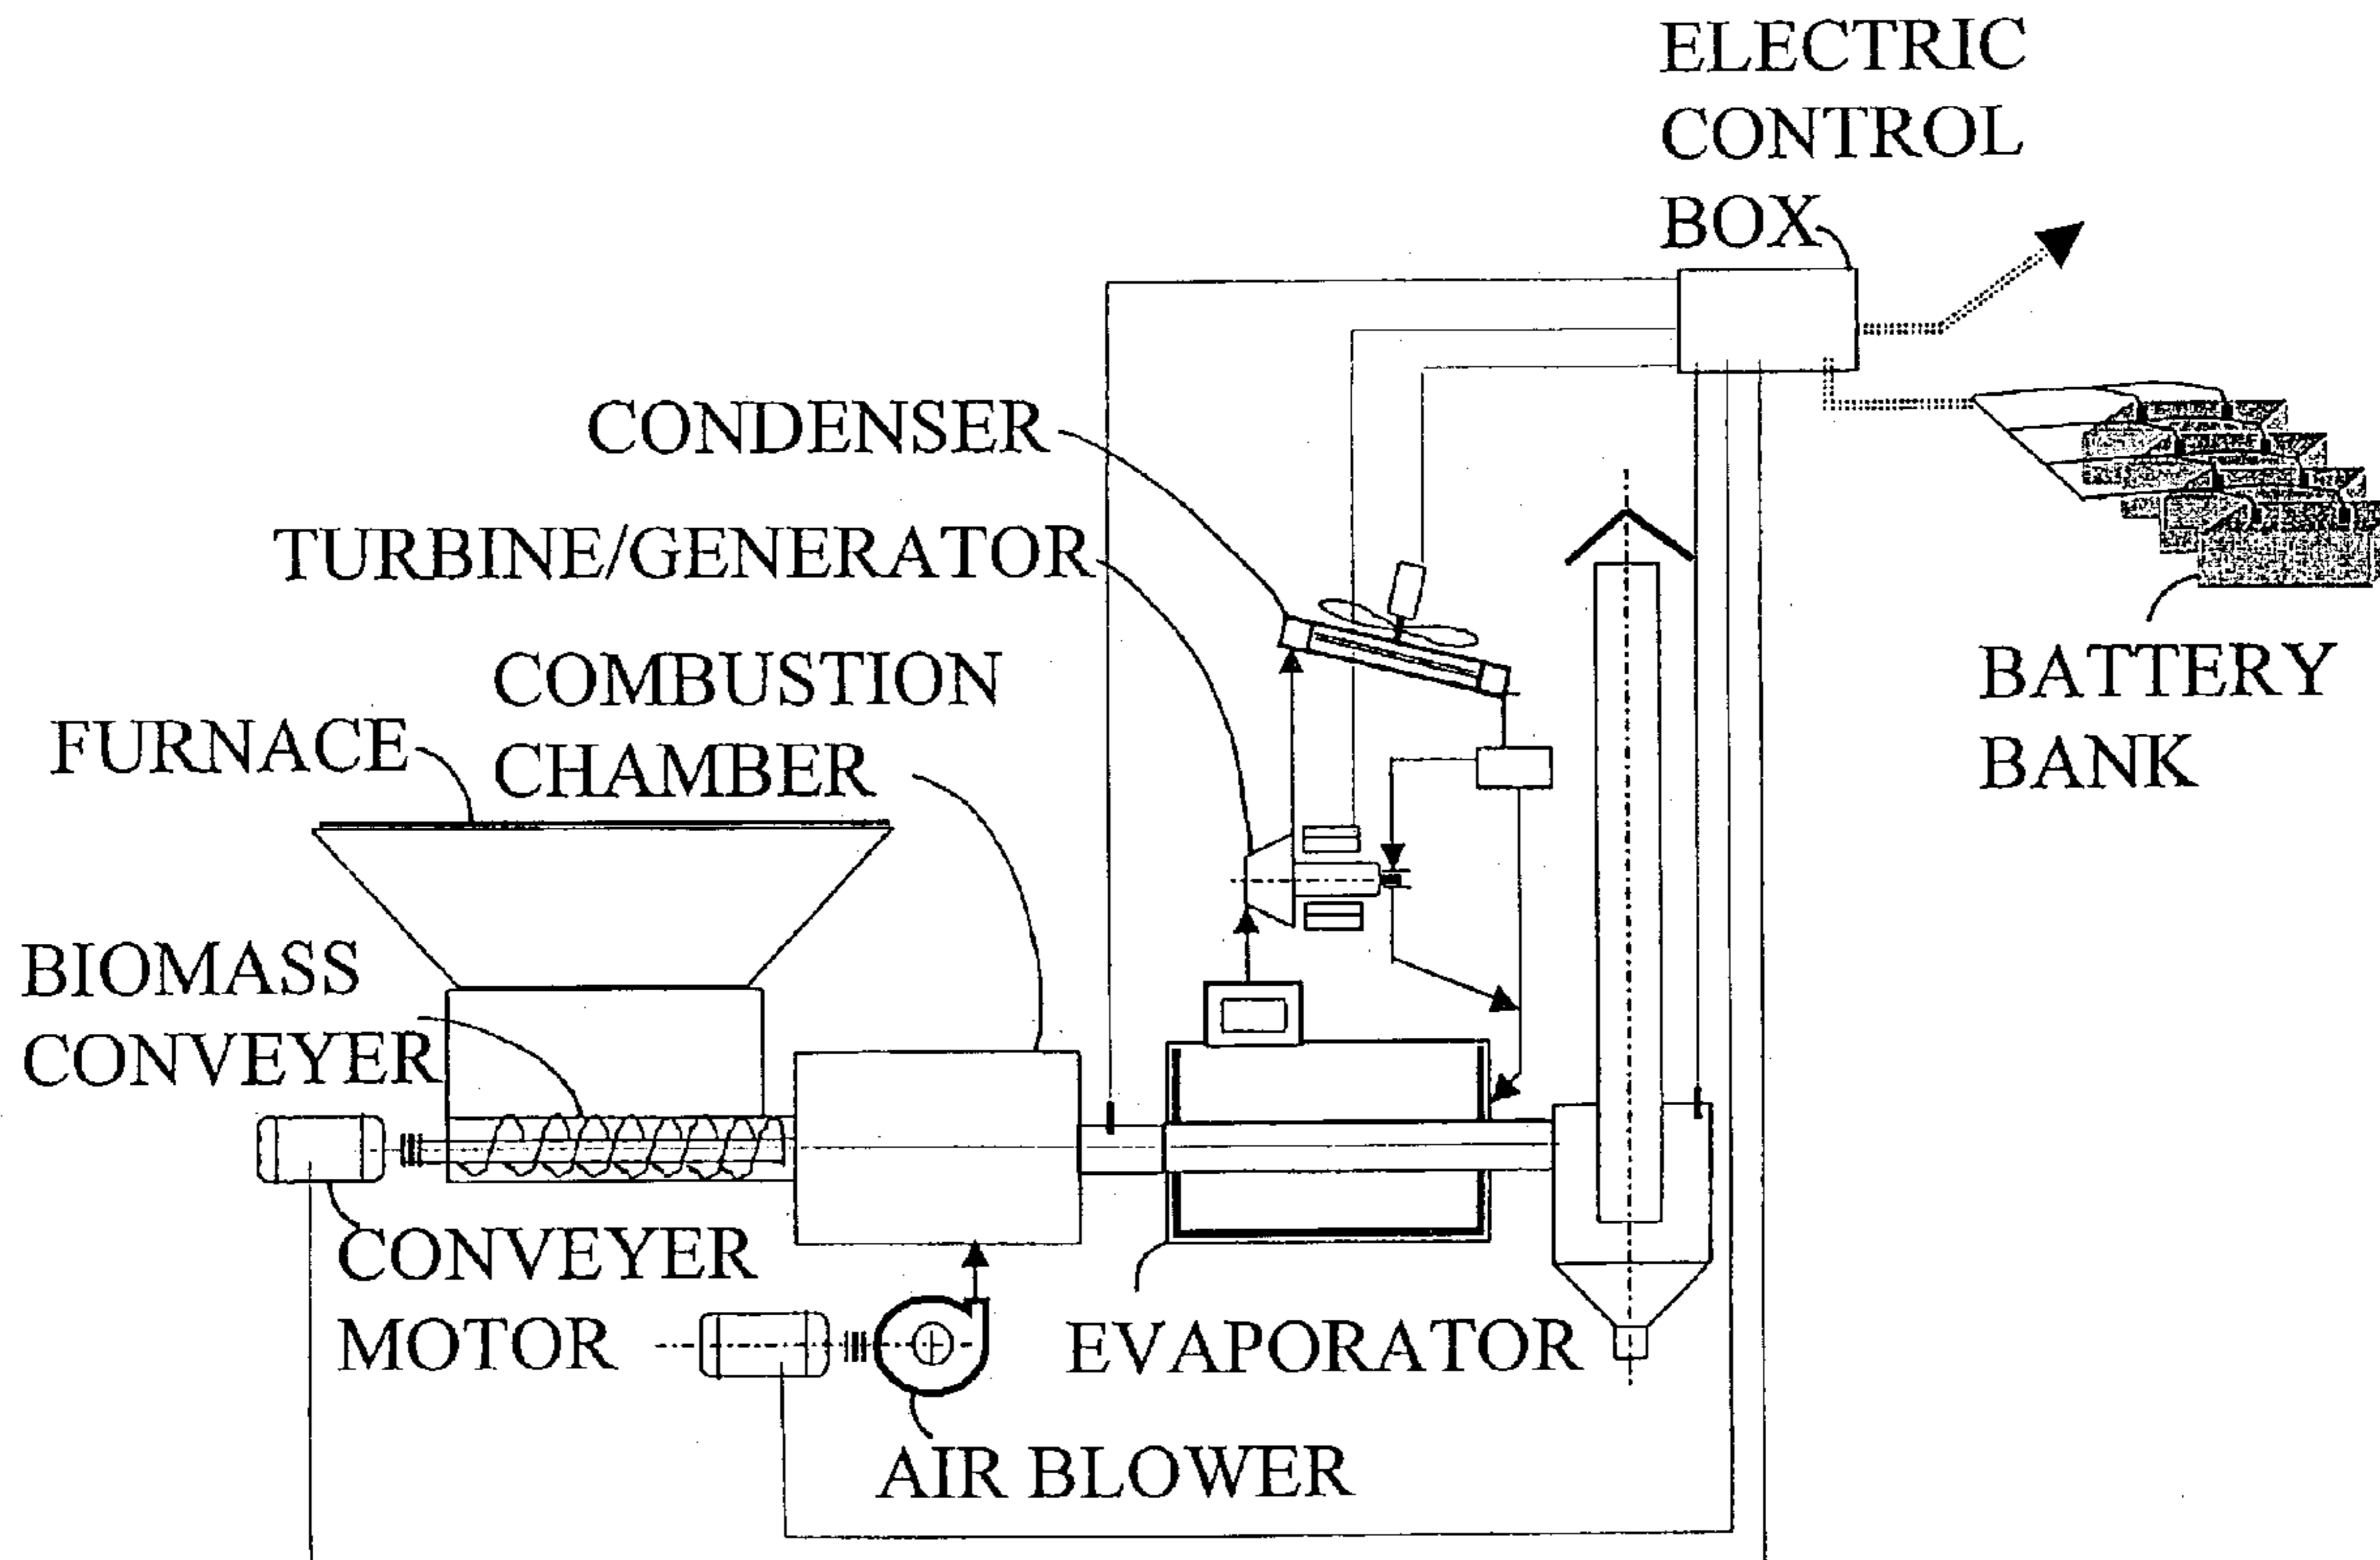 ELECTRIC
CONTROL
BOX
CONDENSER
TURBINE/GENERATOR
COMBUSTION
CHAMBER
FURNACE
BATTERY
BANK
BIOMASS
CONVEYER
CONVEYER
MOTOR
EVAPORATOR
AIR BLOWER